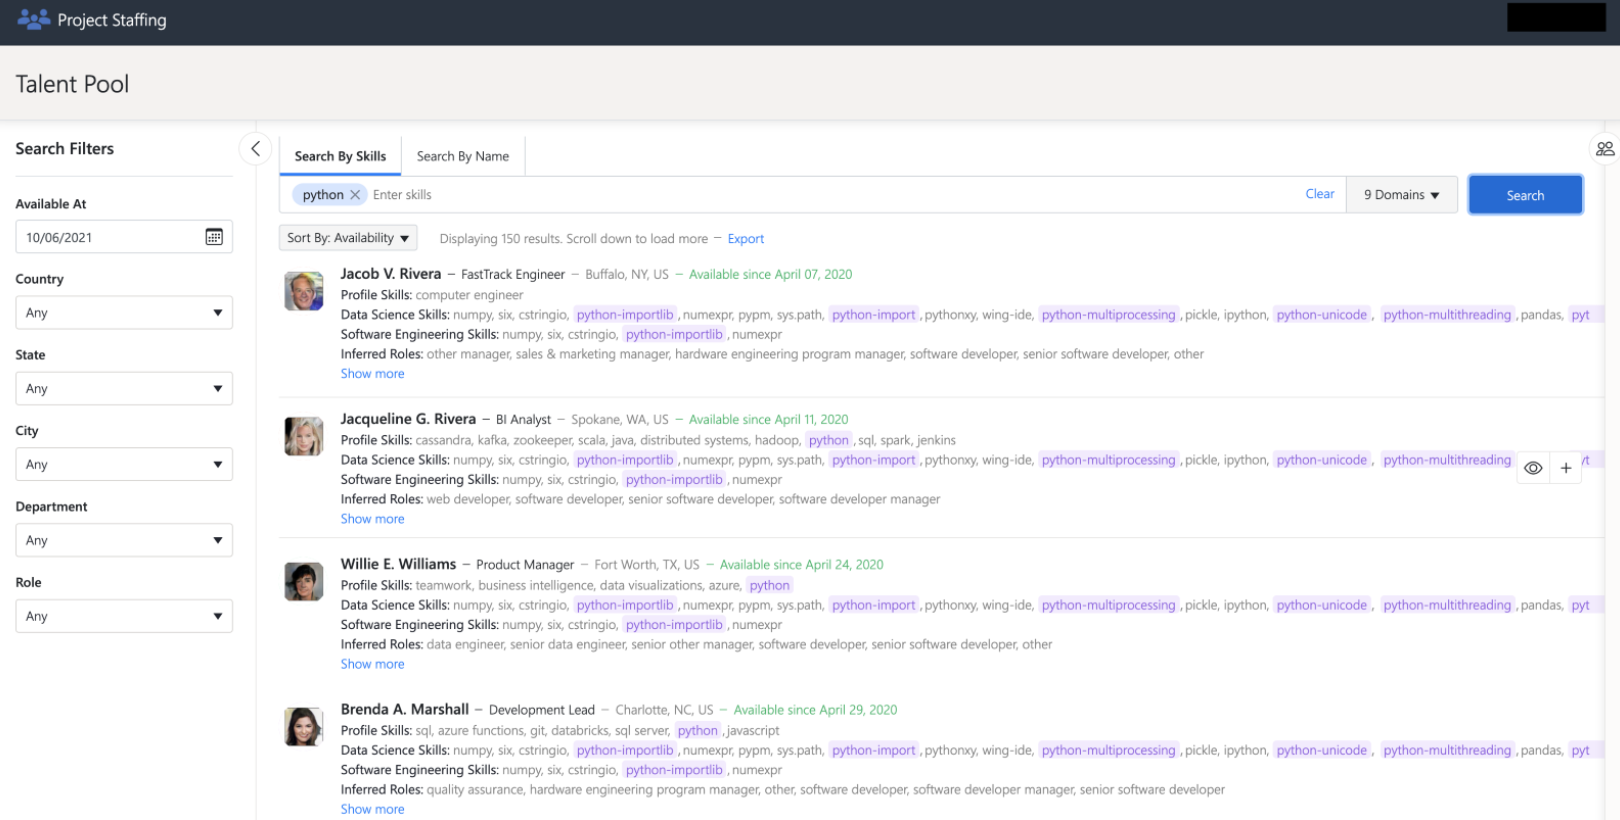 Project Staffing
Talent Pool
Search Filters
Available At
10/06/2021
Country
Any
State
Any
City
Any
Department
Any
Role
Any
Search By Skills
Search By Name
python
Enter skills
Clear
9 Domains
Search
Sort By: Availability
Displaying 150 results. Scroll down to load more – Export
Jacob V. Rivera – FastTrack Engineer – Buffalo, NY, US – Available since April 07, 2020
Profile Skills: computer engineer
Data Science Skills: numpy, six, cstringio, python-importlib, numexpr, pypm, sys.path, python-import, pythonxy, wing-ide, python-multiprocessing, pickle, ipython, python-unicode, python-multithreading, pandas, pyt
Software Engineering Skills: numpy, six, cstringio, python-importlib, numexpr
Inferred Roles: other manager, sales & marketing manager, hardware engineering program manager, software developer, senior software developer, other
Show more
Jacqueline G. Rivera – BI Analyst – Spokane, WA, US – Available since April 11, 2020
Profile Skills: cassandra, kafka, zookeeper, scala, java, distributed systems, hadoop, python, sql, spark, jenkins
Data Science Skills: numpy, six, cstringio, python-importlib, numexpr, pypm, sys.path, python-import, pythonxy, wing-ide, python-multiprocessing, pickle, ipython, python-unicode, python-multithreading
Software Engineering Skills: numpy, six, cstringio, python-importlib, numexpr
Inferred Roles: web developer, software developer, senior software developer, software developer manager
Show more
Willie E. Williams – Product Manager – Fort Worth, TX, US – Available since April 24, 2020
Profile Skills: teamwork, business intelligence, data visualizations, azure, python
Data Science Skills: numpy, six, cstringio, python-importlib, numexpr, pypm, sys.path, python-import, pythonxy, wing-ide, python-multiprocessing, pickle, ipython, python-unicode, python-multithreading, pandas, pyt
Software Engineering Skills: numpy, six, cstringio, python-importlib, numexpr
Inferred Roles: data engineer, senior data engineer, senior other manager, software developer, senior software developer, other
Show more
Brenda A. Marshall – Development Lead – Charlotte, NC, US – Available since April 29, 2020
Profile Skills: sql, azure functions, git, databricks, sql server, python, javascript
Data Science Skills: numpy, six, cstringio, python-importlib, numexpr, pypm, sys.path, python-import, pythonxy, wing-ide, python-multiprocessing, pickle, ipython, python-unicode, python-multithreading, pandas, pyt
Software Engineering Skills: numpy, six, cstringio, python-importlib, numexpr
Inferred Roles: quality assurance, hardware engineering program manager, other, software developer, software developer manager, senior software developer
Show more